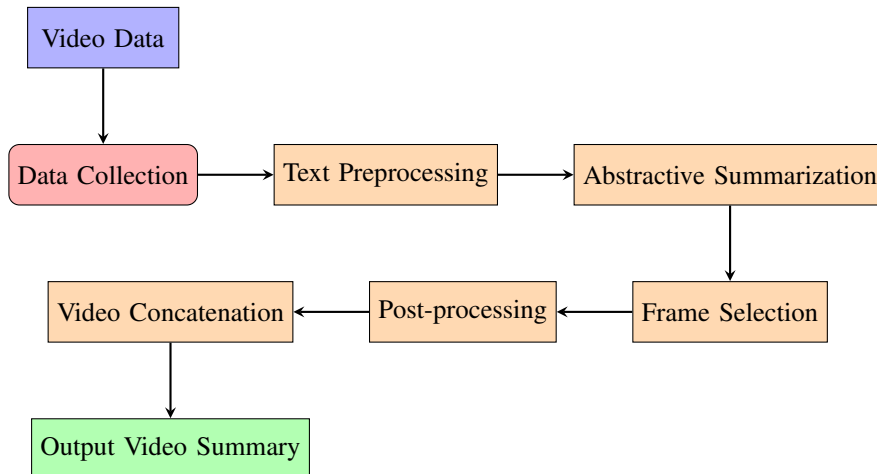 Video Data
Data Collection
Text Preprocessing
Abstractive Summarization
Video Concatenation
Post-processing
Frame Selection
Output Video Summary